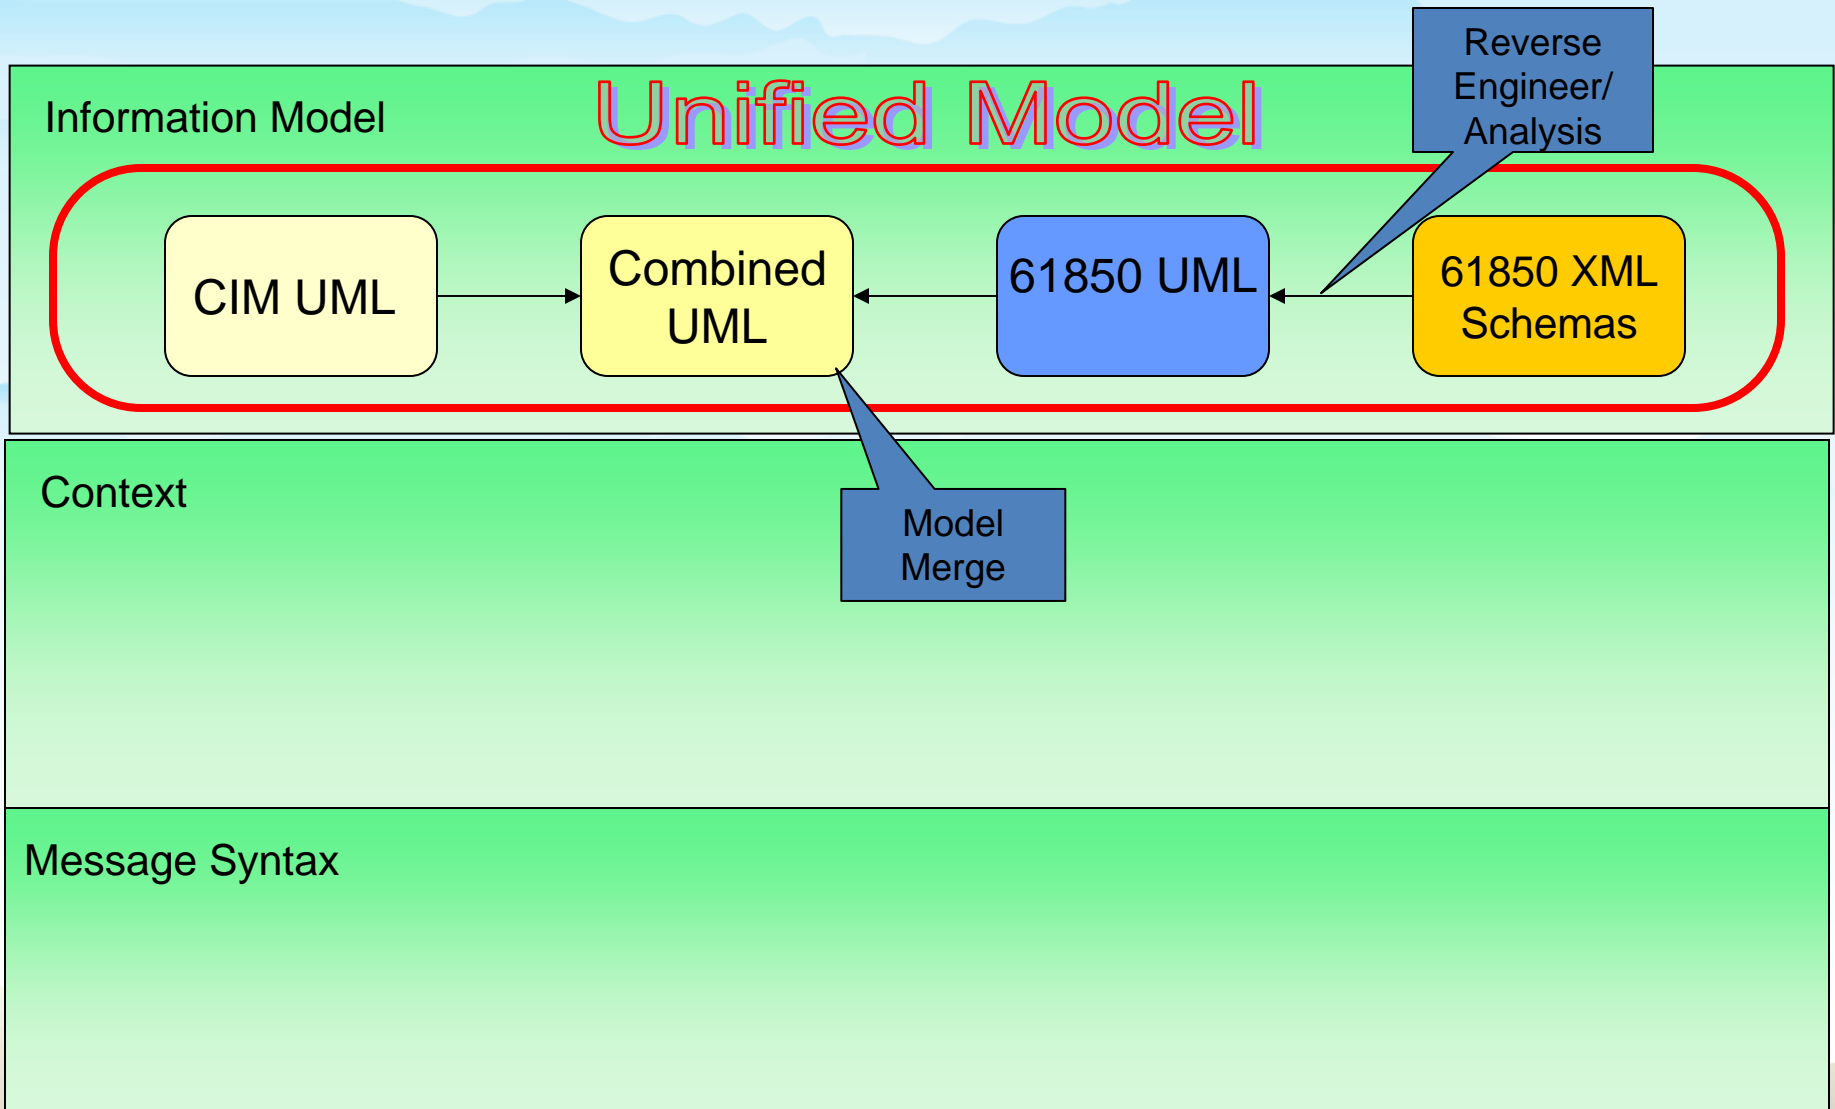 Reverse
Engineer/
Analysis
Information Model
Unified Model
CIM UML
Combined
UML
61850 UML
61850 XML
Schemas
Context
Model
Merge
Message Syntax